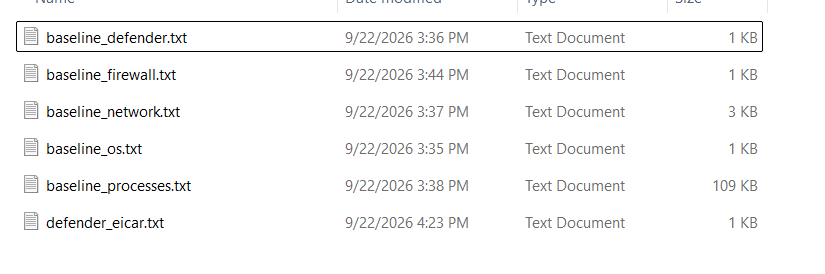 Name Date modified Type Size
baseline_defender.txt 9/22/2026 3:36 PM Text Document 1 KB
baseline_firewall.txt 9/22/2026 3:44 PM Text Document 1 KB
baseline_network.txt 9/22/2026 3:37 PM Text Document 3 KB
baseline_os.txt 9/22/2026 3:35 PM Text Document 1 KB
baseline_processes.txt 9/22/2026 3:38 PM Text Document 109 KB
defender_eicar.txt 9/22/2026 4:23 PM Text Document 1 KB